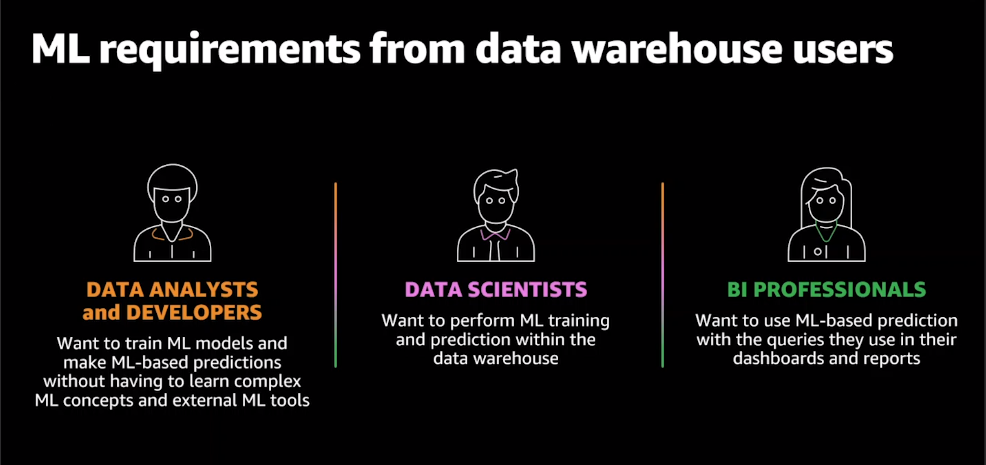 ML requirements from data warehouse users
DATA ANALYSTS
and DEVELOPERS
Want to train ML models and
make ML-based predictions
without having to learn complex
ML concepts and external ML tools
DATA SCIENTISTS
Want to perform ML training
and prediction within the
data warehouse
BI PROFESSIONALS
Want to use ML-based prediction
with the queries they use in their
dashboards and reports